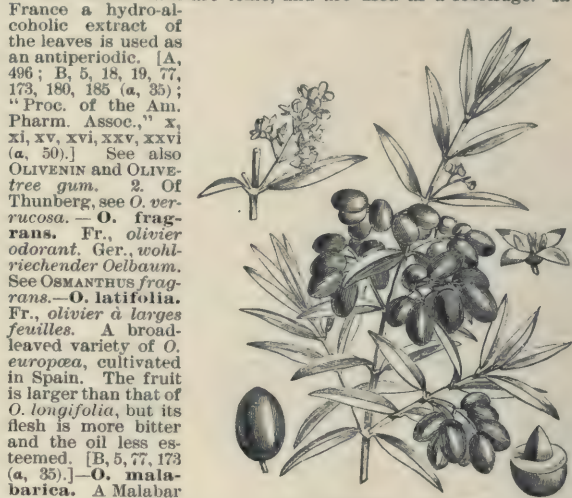 France a hydro-al-
coholic extract of
the leaves is used as
an antiperiodic. [A,
496; B, 5, 18, 19, 77,
173, 180, 185 (a, 35);
"Proc. of the Am.
Pharm. Assoc.," x,
xi, xv, xvi, xxv, xxvi
(a, 50).] See also
OLIVENIN and OLIVE-
tree gum. 2. Of
Thunberg, see O. ver-
rucosa. — O. frag-
rans. Fr., olivier
odorant. Ger., wohl-
riechender Oelbaum.
See OSMANTHUS frag-
rans.—O. latifolia.
Fr., olivier à larges
feuilles. A broad-
leaved variety of O.
europœa, cultivated
in Spain. The fruit
is larger than that of
O. longifolia, but its
flesh is more bitter
and the oil less es-
teemed. [B, 5, 77, 173
(a, 35).]—O. mala-
barica. A Malabar